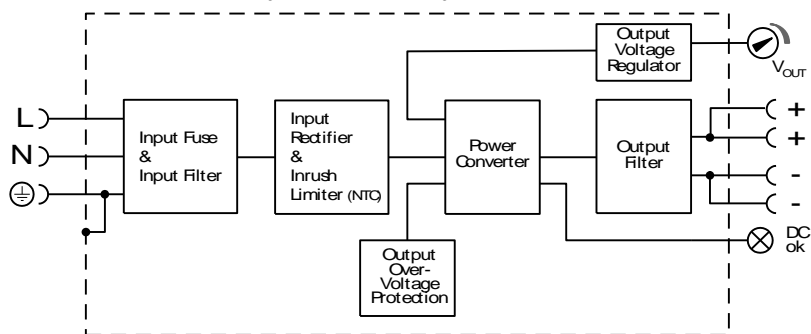 Output
Voltage
Regulator
V OUT
L
N
Input Fuse
&
Input Filter
Input
Rectifier
&
Inrush
Limiter (NTC)
Power
Converter
Output
Filter
+
+
-
-
Output
Over-
Voltage
Protection
DC
ok